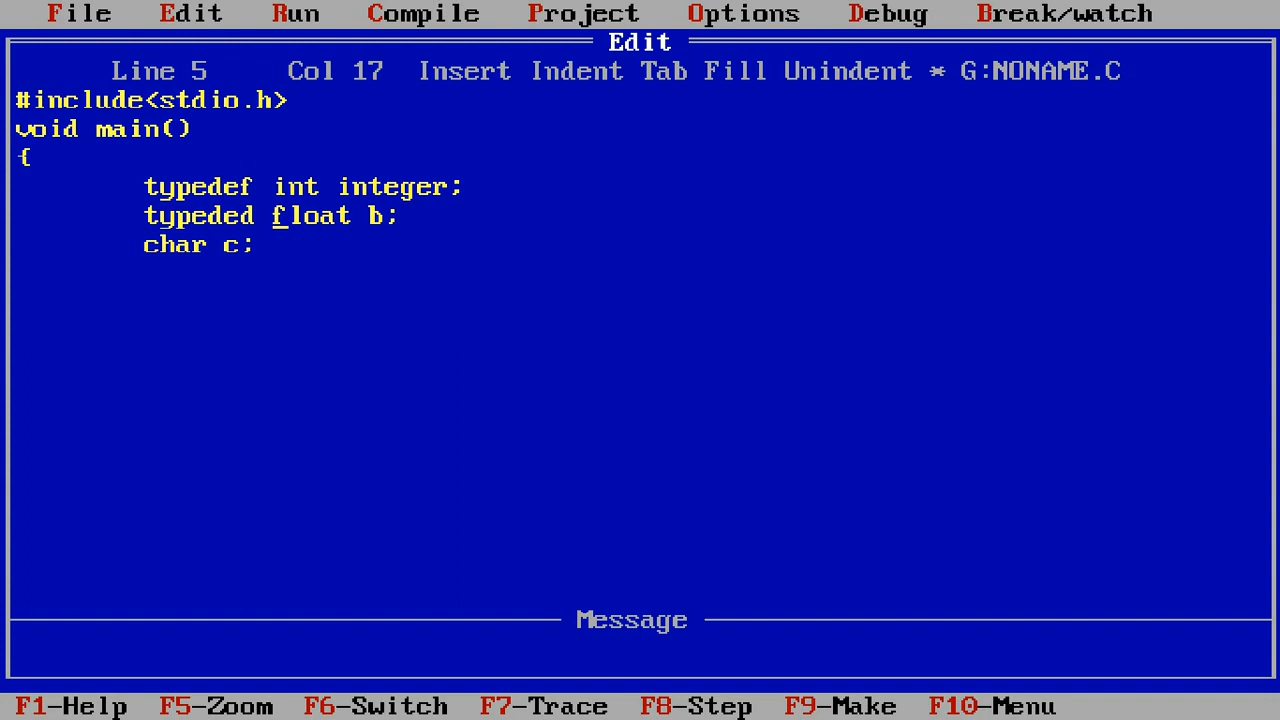 File Edit Run Compile Project Options Debug Break/watch
Edit
Line 5 Col 17 Insert Indent Tab Fill Unindent * G:NONAME.C
#include<stdio.h>
void main()
{
typedef int integer;
typeded float b;
char c;
Message
F1-Help F5-Zoom F6-Switch F7-Trace F8-Step F9-Make F10-Menu